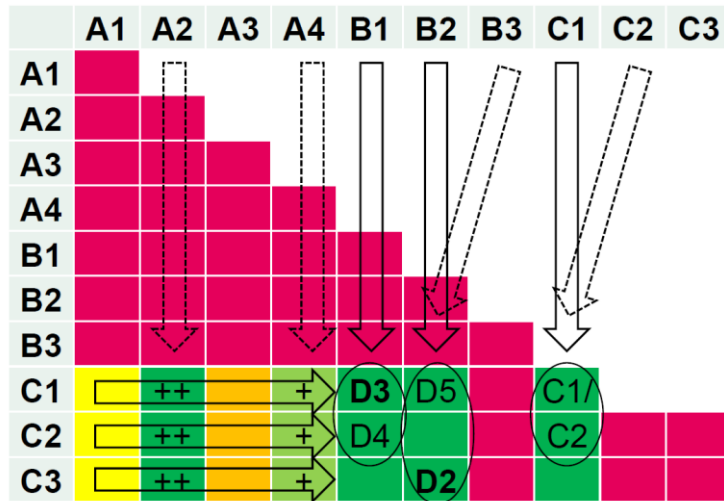 A1 A2 A3 A4 B1 B2 B3 C1 C2 C3
A1
A2
A3
A4
B1
B2
B3
C1 ++ + D3 D5 C1/
C2 ++ + D4 C2
C3 ++ + D2